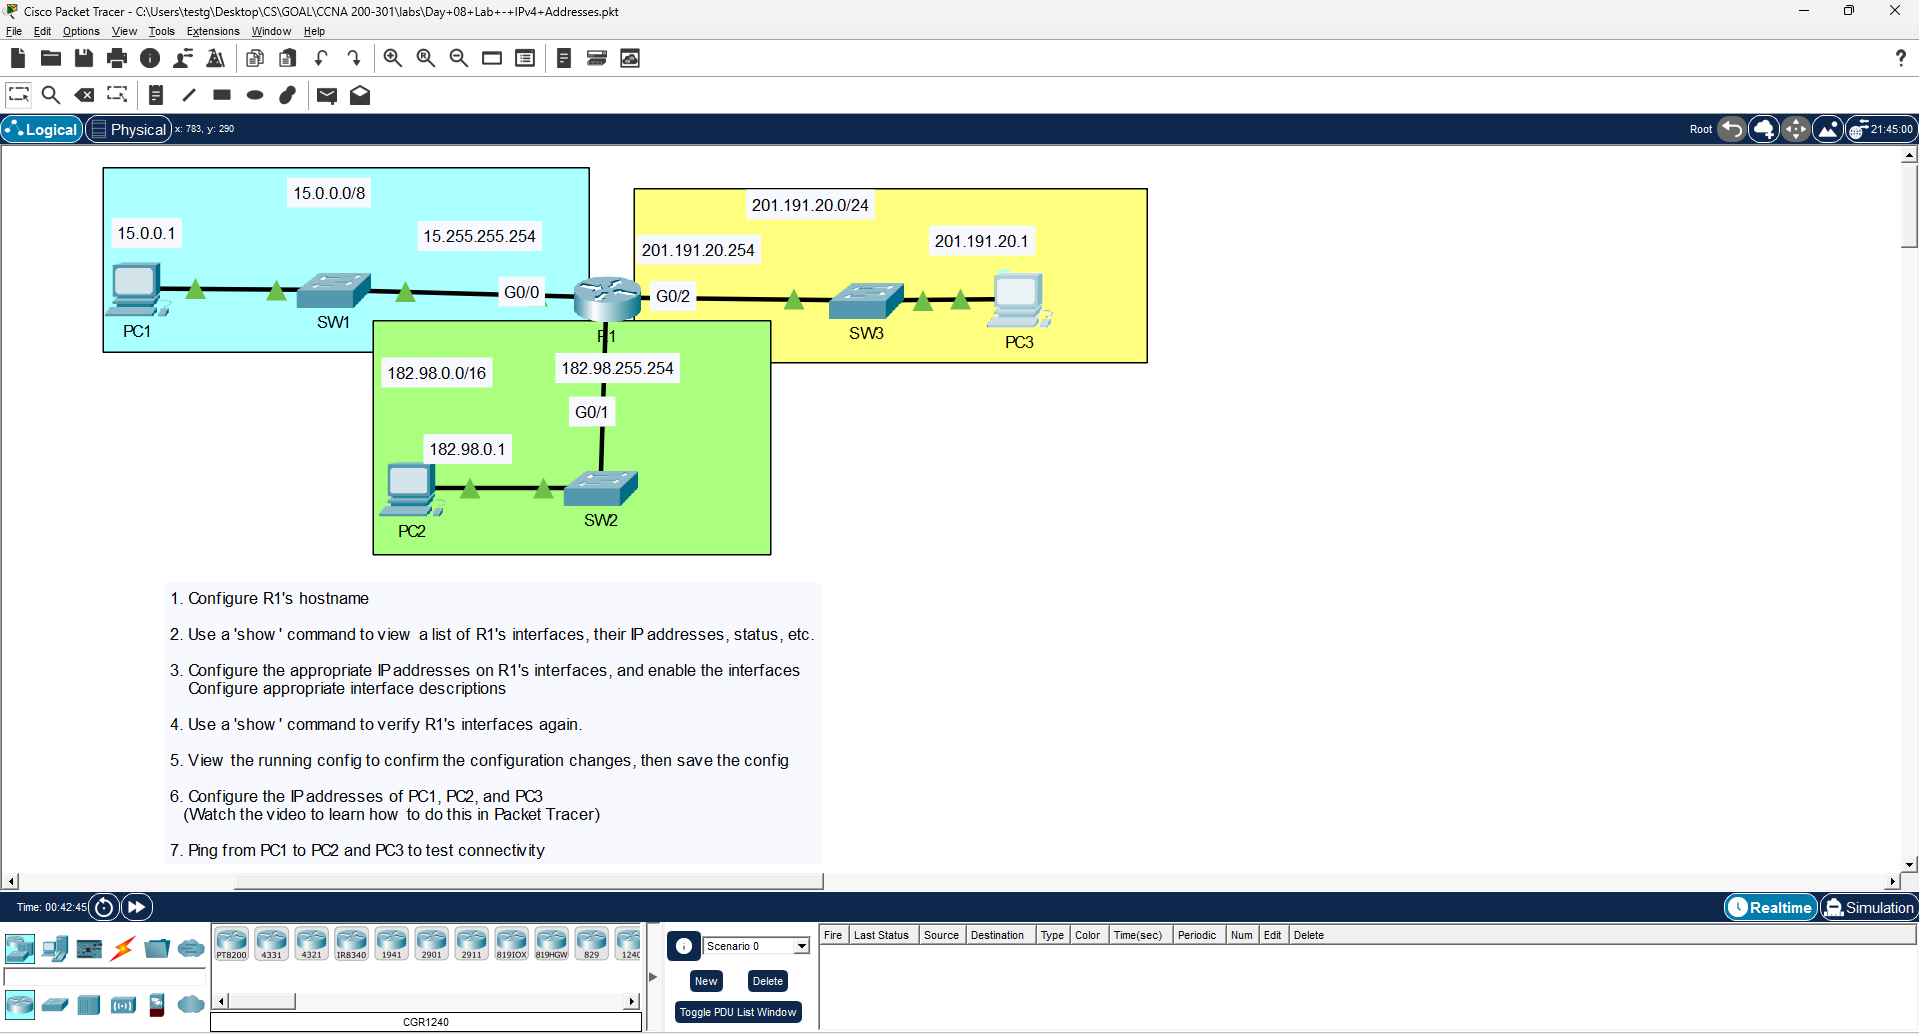 Cisco Packet Tracer - C:\Users\testg\Desktop\CS\GOAL\CCNA 200-301\labs\Day+08+Lab+-+IPv4+Addresses.pkt
File Edit Options View Tools Extensions Window Help
?
Logical Physical x: 783, y: 290 Root 21:45:00
15.0.0.0/8
201.191.20.0/24
15.0.0.1
15.255.255.254
201.191.20.254
201.191.20.1
G0/0
G0/2
PC1
SW1
R1
SW3
PC3
182.98.0.0/16
182.98.255.254
G0/1
182.98.0.1
PC2
SW2
1. Configure R1's hostname
2. Use a 'show' command to view a list of R1's interfaces, their IP addresses, status, etc.
3. Configure the appropriate IP addresses on R1's interfaces, and enable the interfaces
Configure appropriate interface descriptions
4. Use a 'show' command to verify R1's interfaces again.
5. View the running config to confirm the configuration changes, then save the config
6. Configure the IP addresses of PC1, PC2, and PC3
(Watch the video to learn how to do this in Packet Tracer)
7. Ping from PC1 to PC2 and PC3 to test connectivity
Time: 00:42:45 Realtime Simulation
PT8200 4331 4321 IR8340 1941 2901 2911 819IOX 819HGW 829 1240
CGR1240
Scenario 0
New Delete
Toggle PDU List Window
Fire Last Status Source Destination Type Color Time(sec) Periodic Num Edit Delete